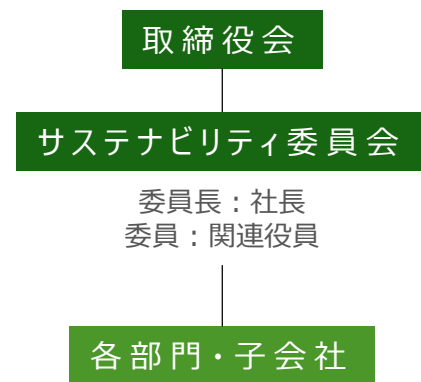 取締役会
サステナビリティ委員会
委員長：社長
委員：関連役員
各部門・子会社